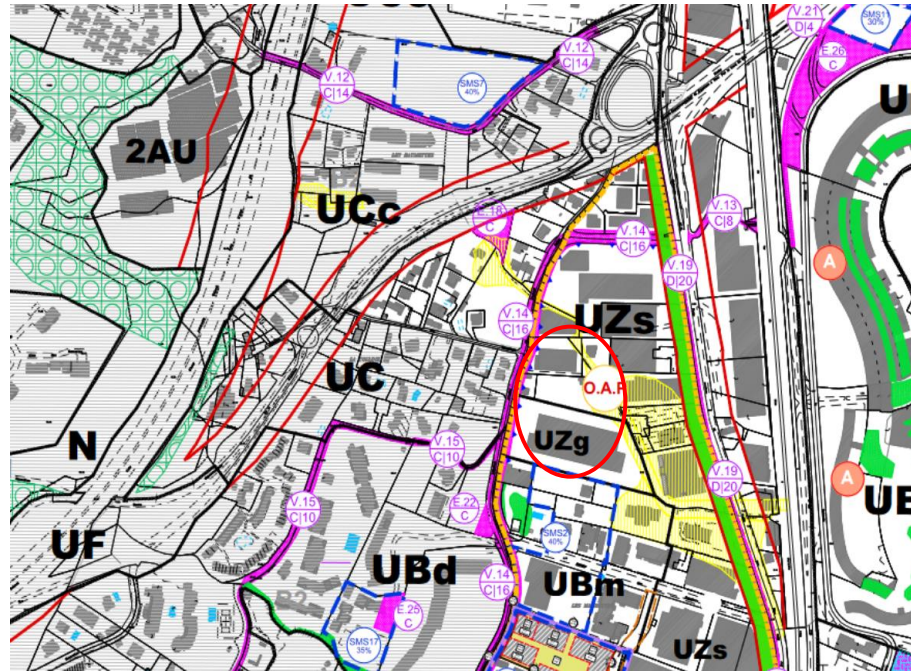 V.21
D|4
SMS11
30%
E.26
C
V.12
C|14
V.12
C|14
SMS7
40%
2AU
U
UCc
E.18
C
V.14
C|16
V.13
C|8
V.19
D|20
A
V.14
C|16
UZs
UC
O.A.P
N
V.15
C|10
UZg
V.19
D|20
A
UB
V.15
C|10
E.22
C
SMS2
40%
UF
UBd
V.14
C|16
UBm
E.25
C
SMS17
35%
UZs